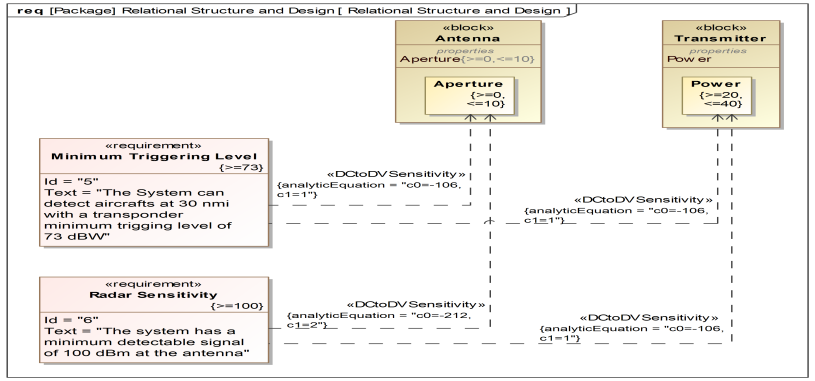 req [Package] Relational Structure and Design [ Relational Structure and Design ]
«block»
Antenna
properties
Aperture{>=0,<=10}
Aperture
{>=0,
<=10}
«block»
Transmitter
properties
Power
Power
{>=20,
<=40}
«requirement»
Minimum Triggering Level
{>=73}
Id = "5"
Text = "The System can
detect aircrafts at 30 nmi
with a transponder
minimum trigging level of
73 dBW"
«DCtoDVSensitivity»
{analyticEquation = "c0=-106,
c1=1"}
«DCtoDVSensitivity»
{analyticEquation = "c0=-106,
c1=1"}
«requirement»
Radar Sensitivity
{>=100}
Id = "6"
Text = "The system has a
minimum detectable signal
of 100 dBm at the antenna"
«DCtoDVSensitivity»
{analyticEquation = "c0=-212,
c1=2"}
«DCtoDVSensitivity»
{analyticEquation = "c0=-106,
c1=1"}